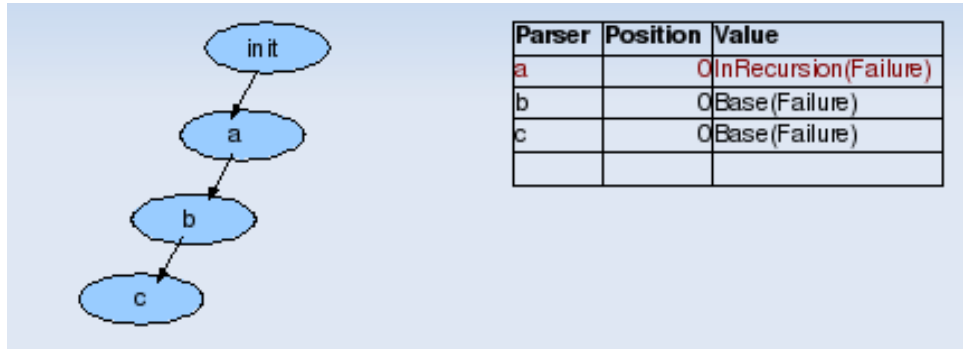 init
a
b
c
Parser Position Value
a 0 InRecursion(Failure)
b 0 Base(Failure)
c 0 Base(Failure)